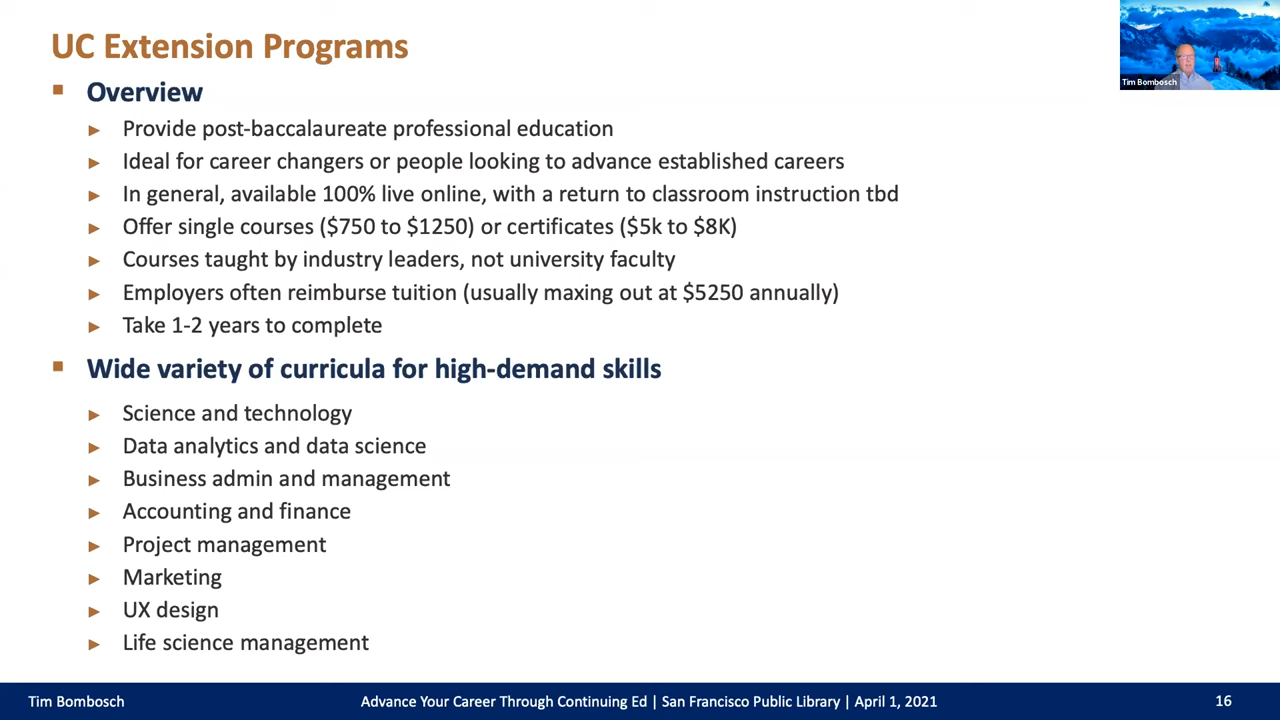 UC Extension Programs
Overview
Provide post-baccalaureate professional education
Ideal for career changers or people looking to advance established careers
In general, available 100% live online, with a return to classroom instruction tbd
Offer single courses ($750 to $1250) or certificates ($5k to $8K)
Courses taught by industry leaders, not university faculty
Employers often reimburse tuition (usually maxing out at $5250 annually)
Take 1-2 years to complete
Wide variety of curricula for high-demand skills
Science and technology
Data analytics and data science
Business admin and management
Accounting and finance
Project management
Marketing
UX design
Life science management
Tim Bombosch
Tim Bombosch Advance Your Career Through Continuing Ed | San Francisco Public Library | April 1, 2021 16